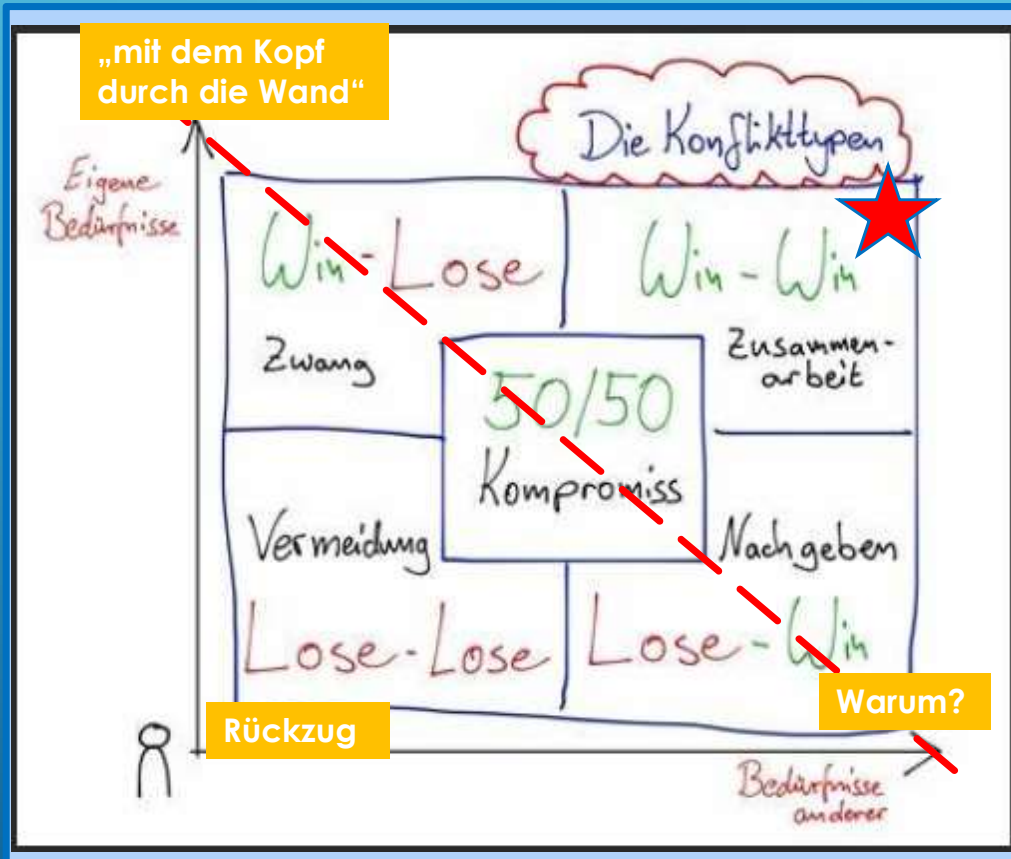 „mit dem Kopf
durch die Wand“
Die Konflikttypen
Eigene
Bedürfnisse
Win-Lose
Zwang
Win-Win
Zusammen-
arbeit
50/50
Kompromiss
Vermeidung
Lose-Lose
Nachgeben
Lose-Win
Rückzug
Warum?
Bedürfnisse
anderer